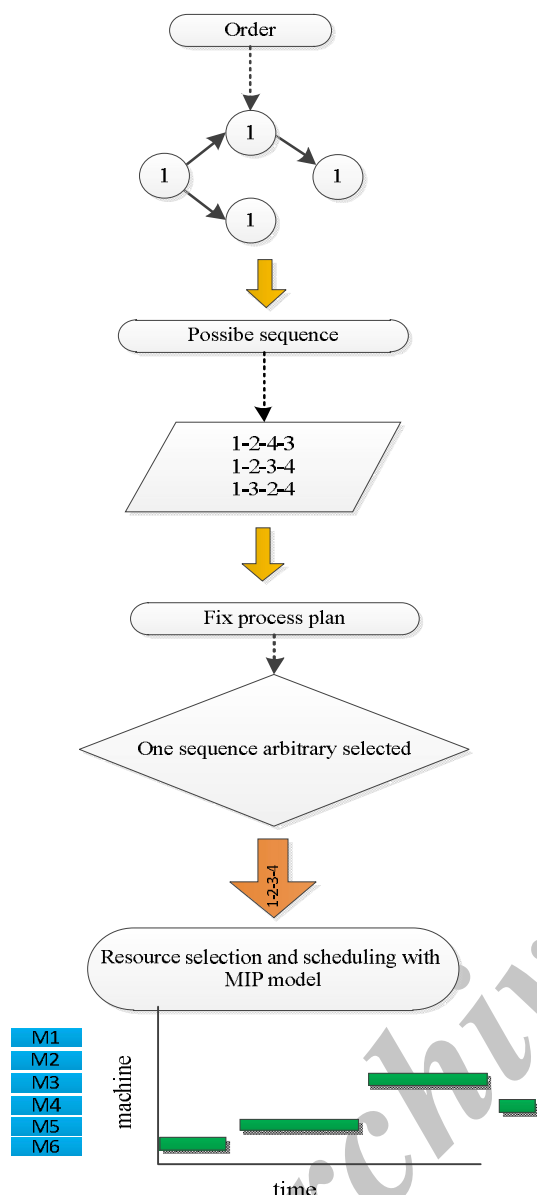 Order
1
1
1
1
Possibe sequence
1-2-4-3
1-2-3-4
1-3-2-4
Fix process plan
One sequence arbitrary selected
1-2-3-4
Resource selection and scheduling with
MIP model
M1
M2
M3
M4
M5
M6
machine
time